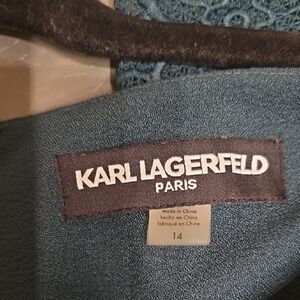 KARL LAGERFELD
PARIS
made in China
hecho en China
fabriqué en Chine
14